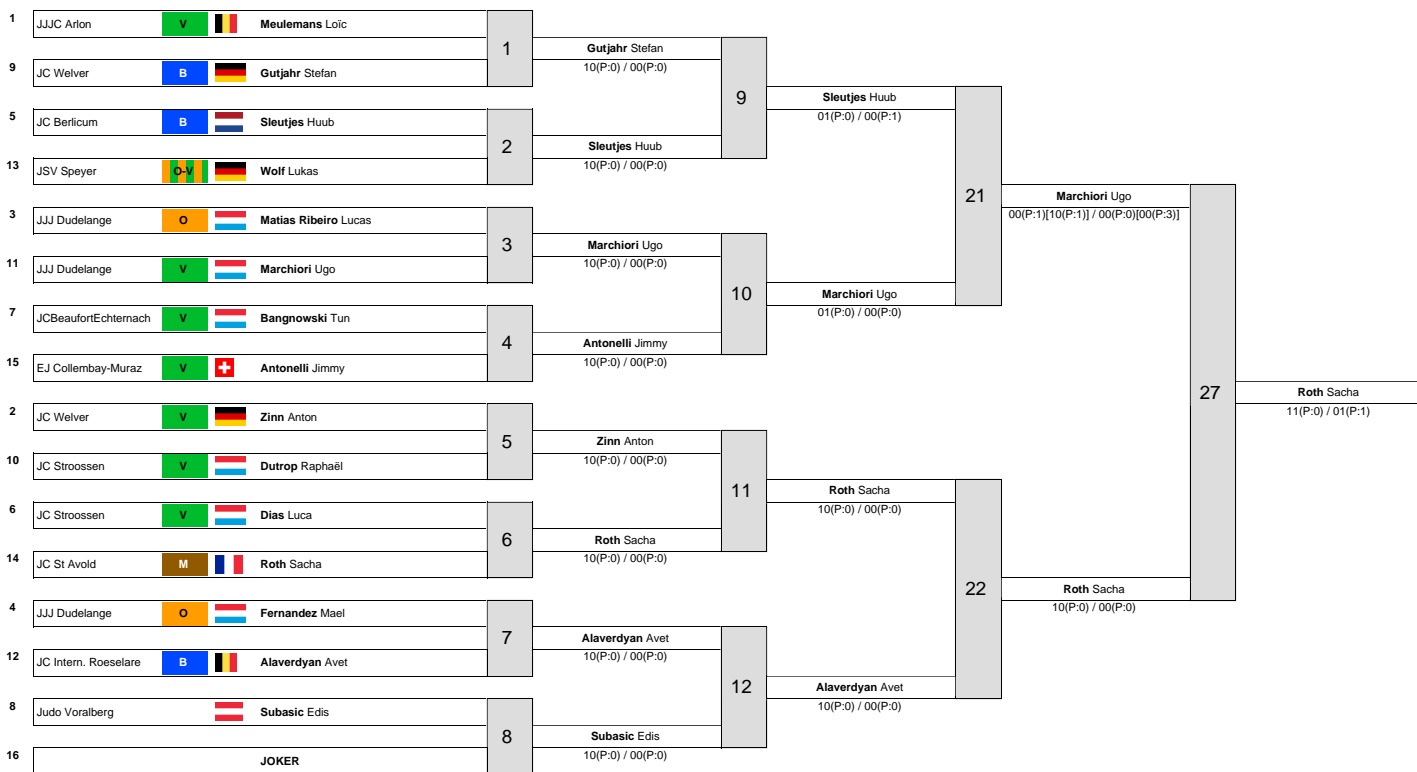 1 JJJC Arlon V Meulemans Loïc
1
Gutjahr Stefan
10(P:0) / 00(P:0)
9 JC Welver B Gutjahr Stefan
9
Sleutjes Huub
01(P:0) / 00(P:1)
5 JC Berlicum B Sleutjes Huub
2
Sleutjes Huub
10(P:0) / 00(P:0)
13 JSV Speyer O-V Wolf Lukas
21
Marchiori Ugo
00(P:1)[10(P:1)] / 00(P:0)[00(P:3)]
3 JJJ Dudelange O Matias Ribeiro Lucas
3
Marchiori Ugo
10(P:0) / 00(P:0)
11 JJJ Dudelange V Marchiori Ugo
10
Marchiori Ugo
01(P:0) / 00(P:0)
7 JCBeaufortEchternach V Bangnowski Tun
4
Antonelli Jimmy
10(P:0) / 00(P:0)
15 EJ Collembay-Muraz V Antonelli Jimmy
27
Roth Sacha
11(P:0) / 01(P:1)
2 JC Welver V Zinn Anton
5
Zinn Anton
10(P:0) / 00(P:0)
10 JC Stroossen V Dutrop Raphaël
11
Roth Sacha
10(P:0) / 00(P:0)
6 JC Stroossen V Dias Luca
6
Roth Sacha
10(P:0) / 00(P:0)
14 JC St Avold M Roth Sacha
22
Roth Sacha
10(P:0) / 00(P:0)
4 JJJ Dudelange O Fernandez Mael
7
Alaverdyan Avet
10(P:0) / 00(P:0)
12 JC Intern. Roeselare B Alaverdyan Avet
12
Alaverdyan Avet
10(P:0) / 00(P:0)
8 Judo Voralberg Subasic Edis
8
Subasic Edis
10(P:0) / 00(P:0)
16 JOKER